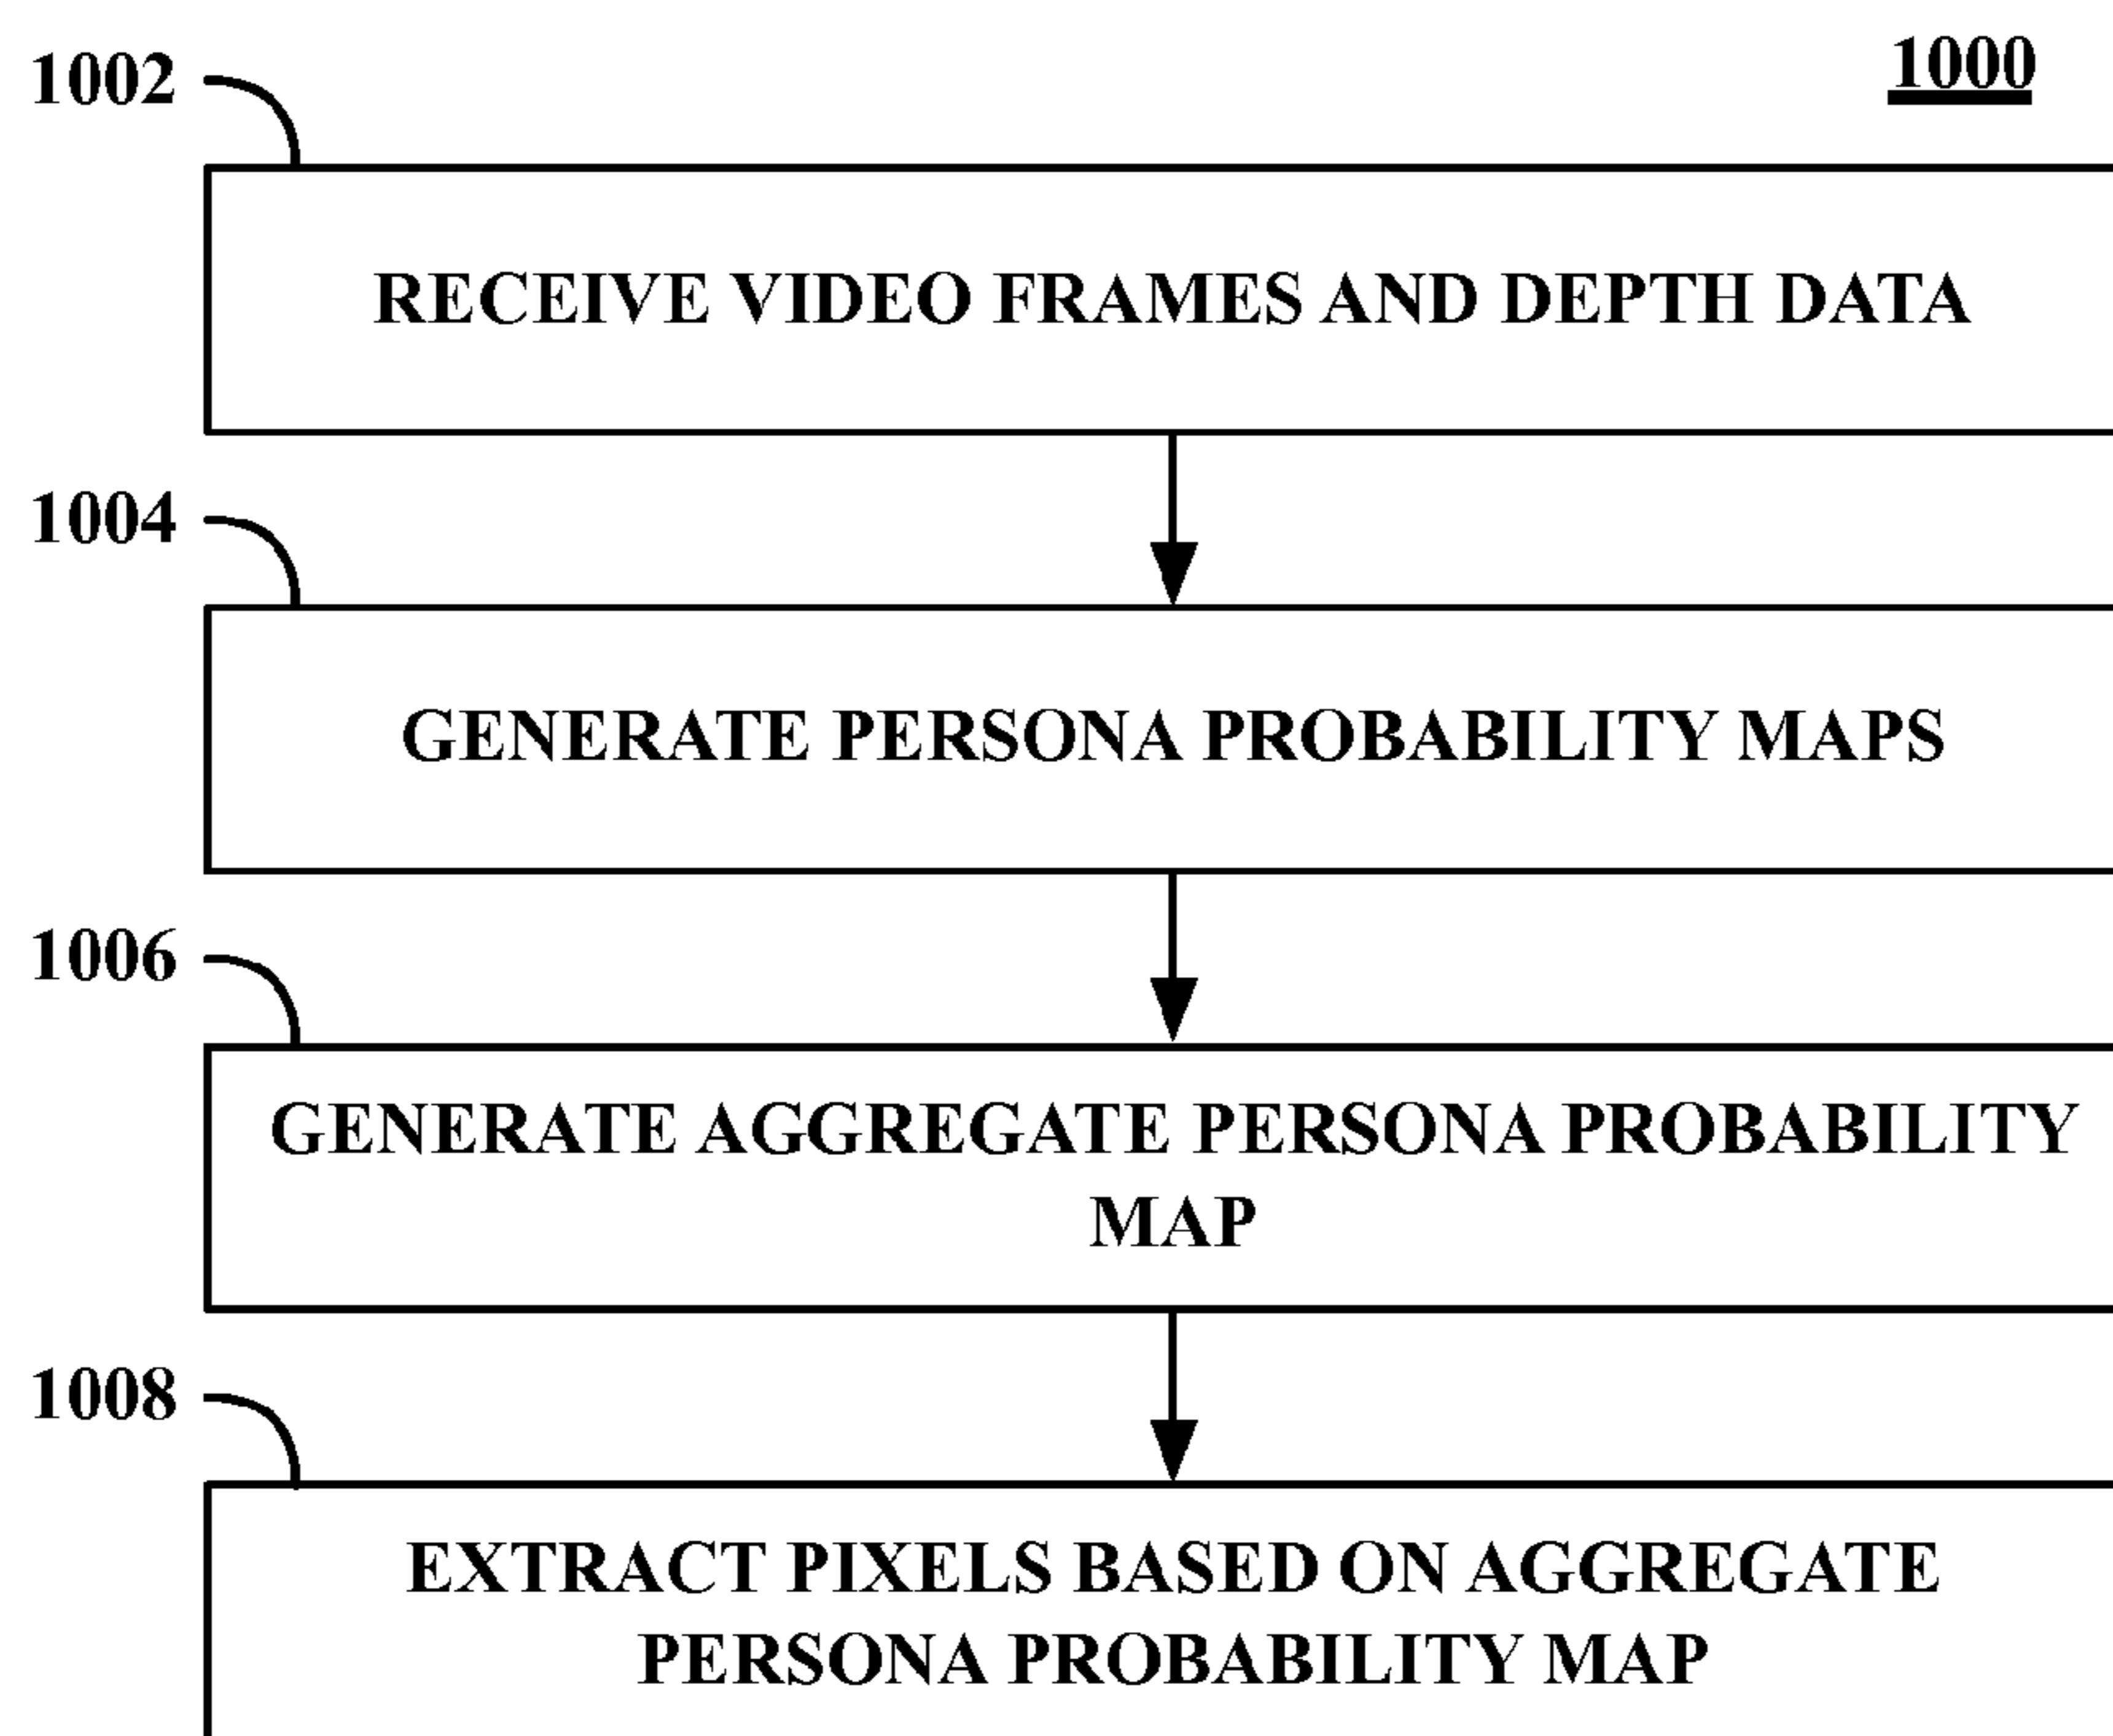 1000
1002
RECEIVE VIDEO FRAMES AND DEPTH DATA
1004
GENERATE PERSONA PROBABILITY MAPS
1006
GENERATE AGGREGATE PERSONA PROBABILITY
MAP
1008
EXTRACT PIXELS BASED ON AGGREGATE
PERSONA PROBABILITY MAP